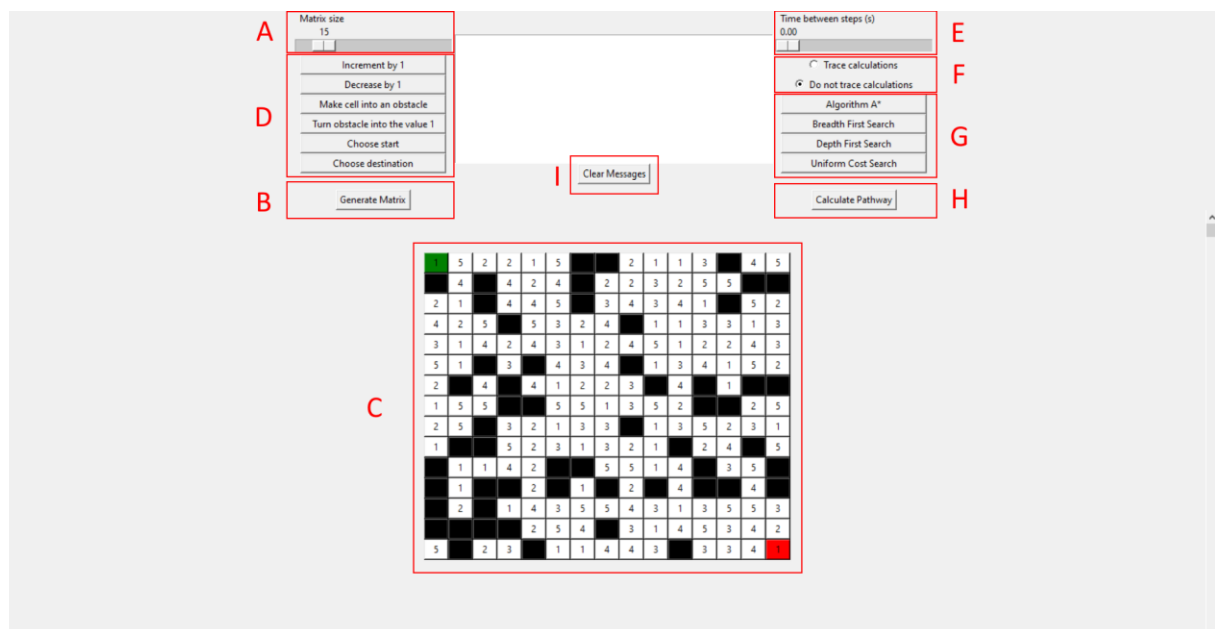 A
Matrix size
15
Time between steps (s)
0.00
E
D
Increment by 1
Decrease by 1
Make cell into an obstacle
Turn obstacle into the value 1
Choose start
Choose destination
Trace calculations
Do not trace calculations
F
Algorithm A*
Breadth First Search
Depth First Search
Uniform Cost Search
G
I
Clear Messages
B
Generate Matrix
Calculate Pathway
H
C
1 5 2 2 1 5 2 1 1 3 4 5
4 4 2 4 2 2 3 2 5 5
2 1 4 4 5 3 4 3 4 1 5 2
4 2 5 5 3 2 4 1 1 3 3 1 3
3 1 4 2 4 3 1 2 4 5 1 2 2 4 3
5 1 3 4 3 4 1 3 4 1 5 2
2 4 4 1 2 2 3 4 1
1 5 5 5 5 1 3 5 2 2 5
2 5 3 2 1 3 3 1 3 5 2 3 1
1 5 2 3 1 3 2 1 2 4 5
1 1 4 2 5 5 1 4 3 5
1 2 1 2 4 4
2 1 4 3 5 5 4 3 1 3 5 5 3
2 5 4 3 1 4 5 3 4 2
5 2 3 1 1 4 4 3 3 3 4 1